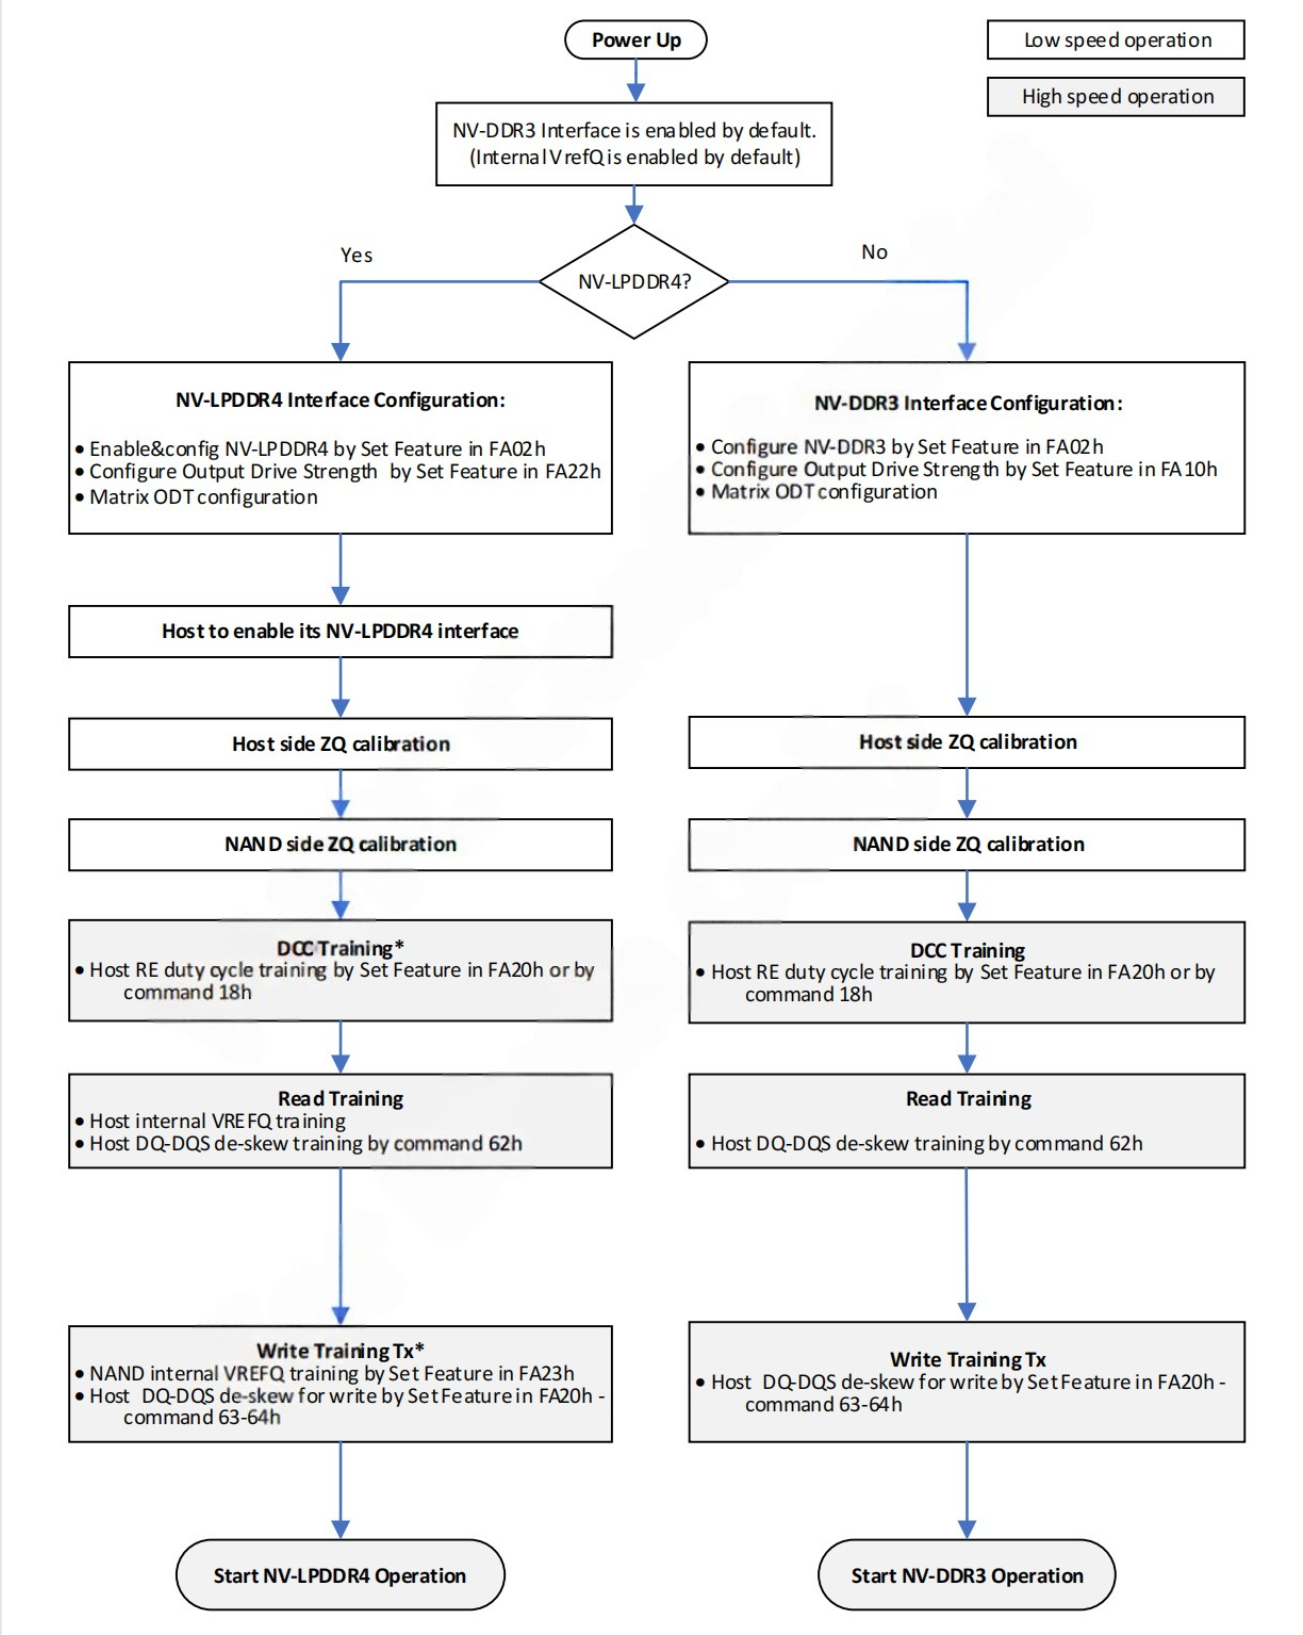 Power Up
Low speed operation
High speed operation
NV-DDR3 Interface is enabled by default.
(Internal VrefQ is enabled by default)
Yes
No
NV-LPDDR4?
NV-LPDDR4 Interface Configuration:
• Enable&config NV-LPDDR4 by Set Feature in FA02h
• Configure Output Drive Strength by Set Feature in FA22h
• Matrix ODT configuration
NV-DDR3 Interface Configuration:
• Configure NV-DDR3 by Set Feature in FA02h
• Configure Output Drive Strength by Set Feature in FA10h
• Matrix ODT configuration
Host to enable its NV-LPDDR4 interface
Host side ZQ calibration
Host side ZQ calibration
NAND side ZQ calibration
NAND side ZQ calibration
DCC Training*
• Host RE duty cycle training by Set Feature in FA20h or by
command 18h
DCC Training
• Host RE duty cycle training by Set Feature in FA20h or by
command 18h
Read Training
• Host internal VREFQ training
• Host DQ-DQS de-skew training by command 62h
Read Training
• Host DQ-DQS de-skew training by command 62h
Write Training Tx*
• NAND internal VREFQ training by Set Feature in FA23h
• Host DQ-DQS de-skew for write by Set Feature in FA20h -
command 63-64h
Write Training Tx
• Host DQ-DQS de-skew for write by Set Feature in FA20h -
command 63-64h
Start NV-LPDDR4 Operation
Start NV-DDR3 Operation